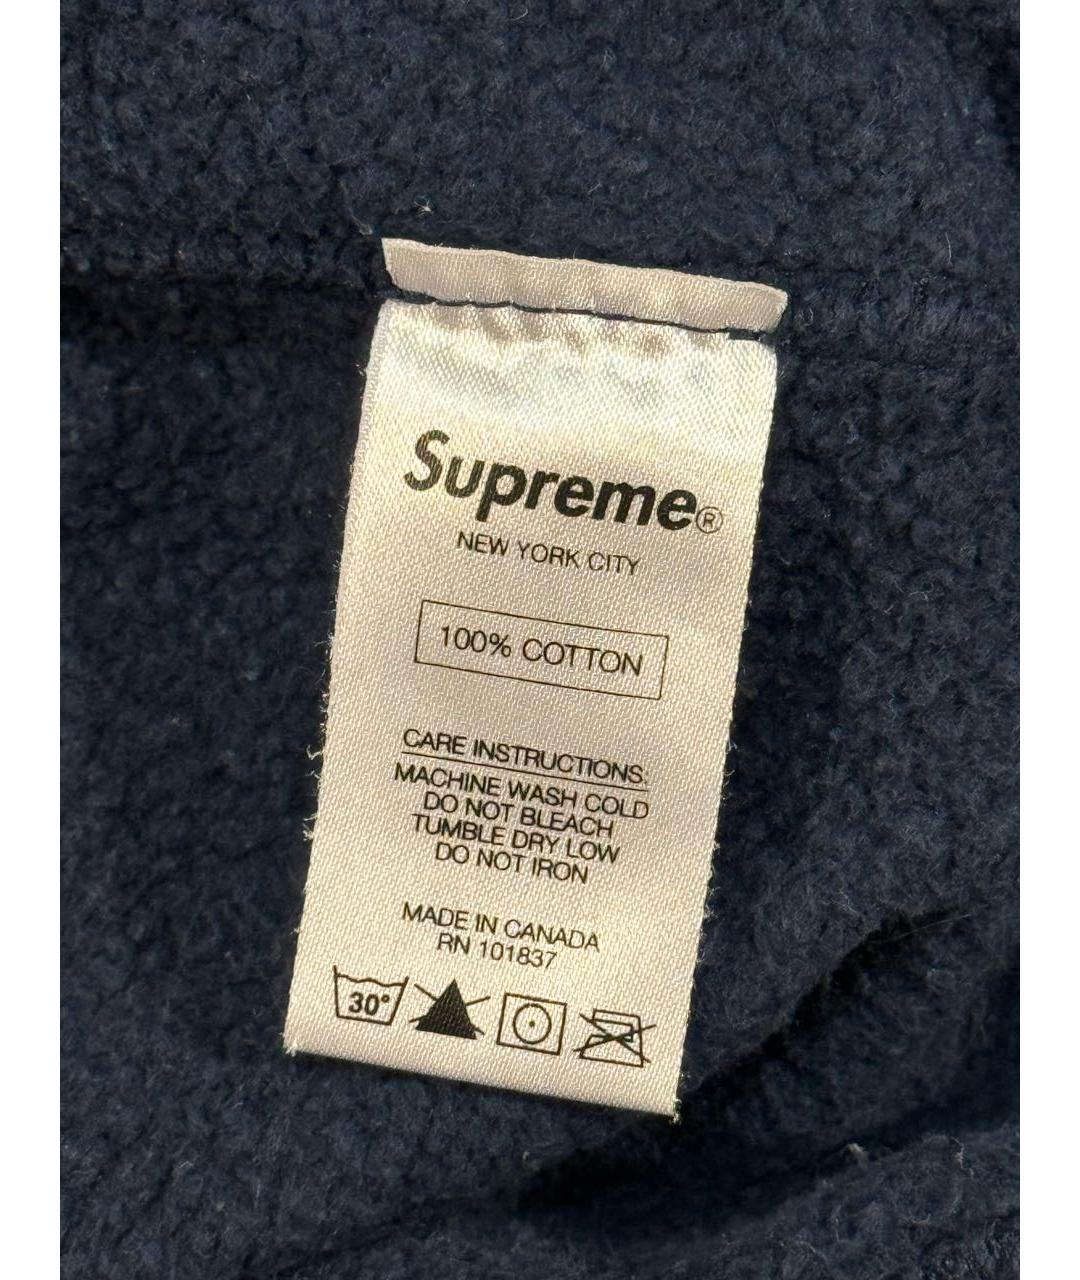 Supreme®
NEW YORK CITY
100% COTTON
CARE INSTRUCTIONS:
MACHINE WASH COLD
DO NOT BLEACH
TUMBLE DRY LOW
DO NOT IRON
MADE IN CANADA
RN 101837
30°